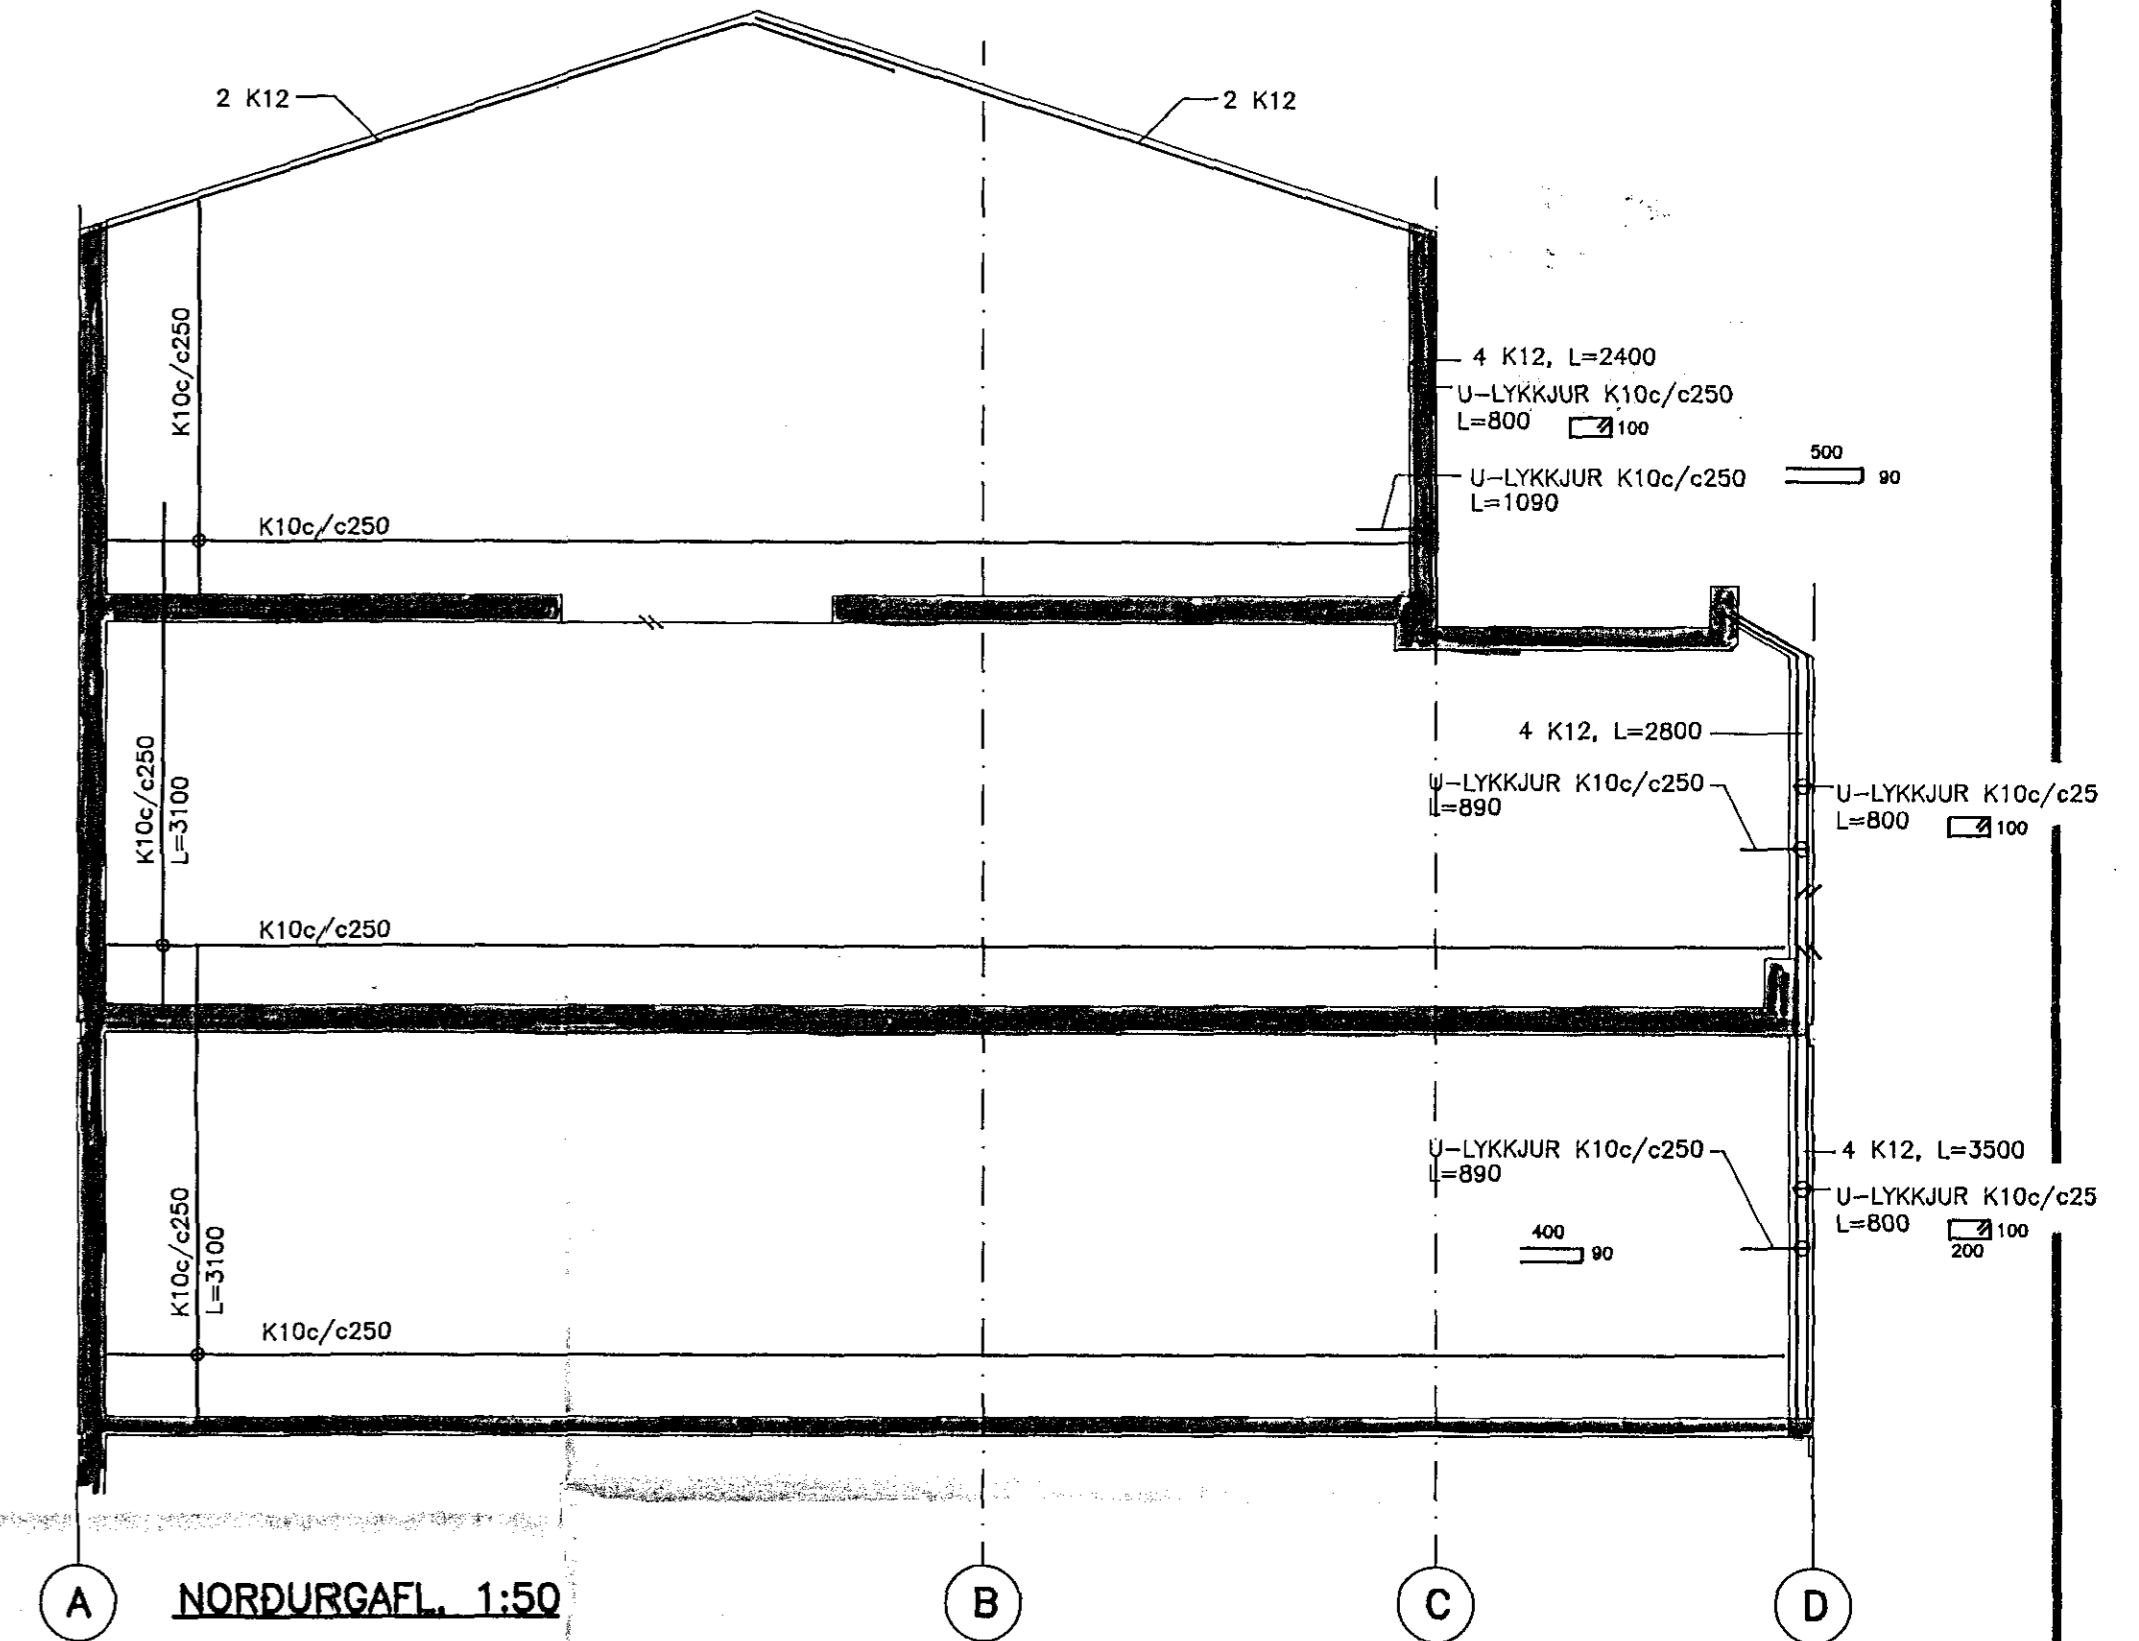 2 K12
2 K12
K10c/c250
4 K12, L=2400
U-LYKKJUR K10c/c250
L=800
100
500
U-LYKKJUR K10c/c250
90
L=1090
K10c/c250
4 K12, L=2800
K10c/c250
L=3100
U-LYKKJUR K10c/c250
L=890
U-LYKKJUR K10c/c25
L=800
100
K10c/c250
U-LYKKJUR K10c/c250
L=890
4 K12, L=3500
K10c/c250
L=3100
U-LYKKJUR K10c/c25
L=800
100
200
400
90
K10c/c250
A
NORÐURGAFL. 1:50
B
C
D